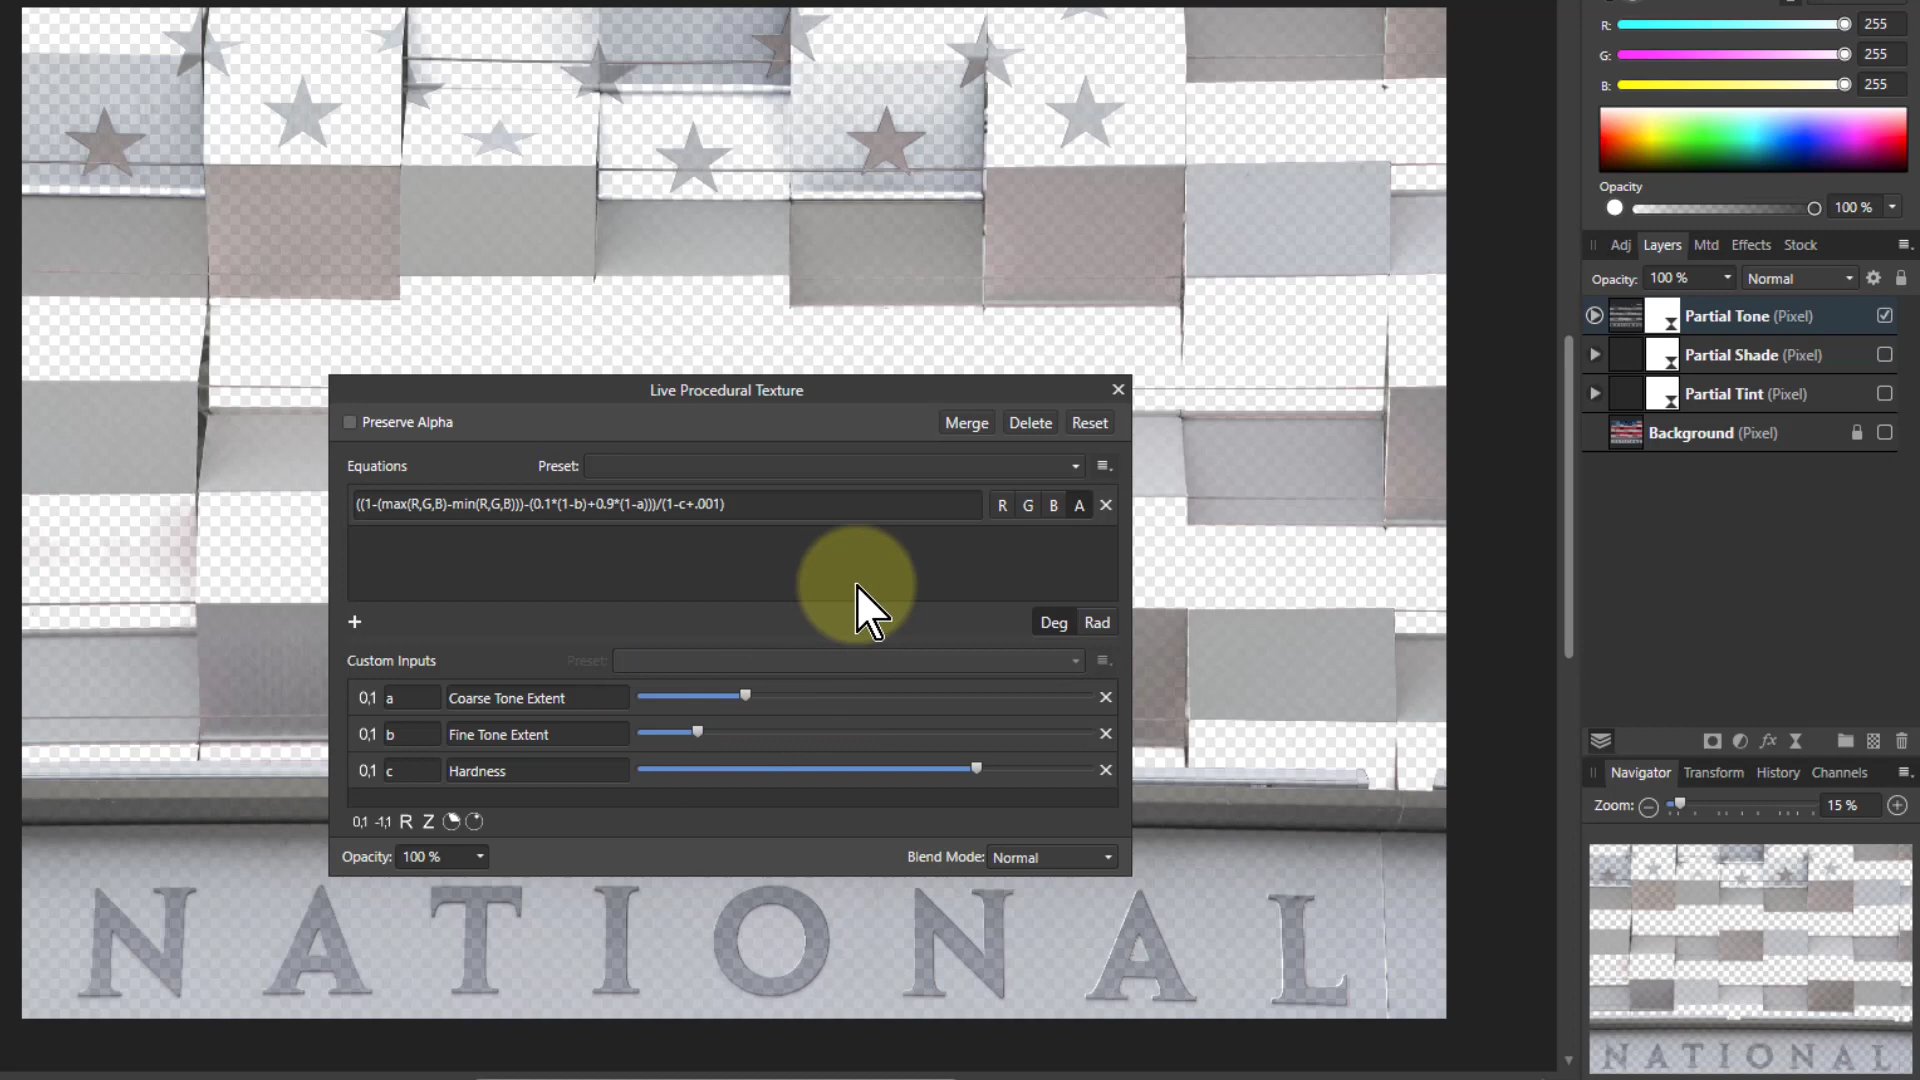 R: 255
G: 255
B: 255
Opacity
100 %
Adj Layers Mtd Effects Stock
Opacity: 100 % Normal
Partial Tone (Pixel)
Partial Shade (Pixel)
Partial Tint (Pixel)
Background (Pixel)
Live Procedural Texture
Preserve Alpha Merge Delete Reset
Equations Preset:
((1-(max(R,G,B)-min(R,G,B)))-(0.1*(1-b)+0.9*(1-a)))/(1-c+.001) R G B A
Deg Rad
Custom Inputs Preset:
0,1 a Coarse Tone Extent
0,1 b Fine Tone Extent
0,1 c Hardness
0,1 -1,1 R Z
Opacity: 100 % Blend Mode: Normal
Navigator Transform History Channels
Zoom: 15 %
NATIONAL
NATIONAL